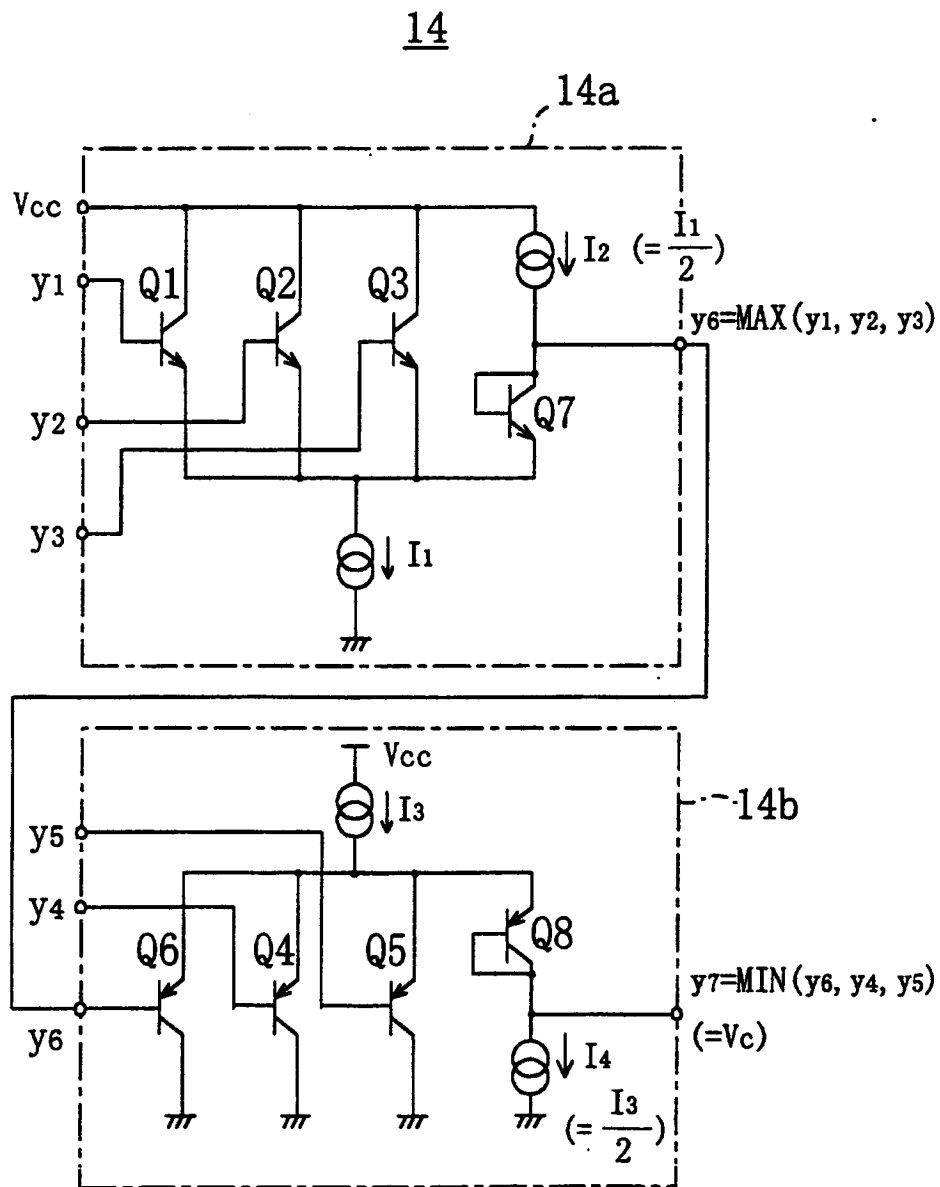 14
14a
Vcc
I2 (= I1/2)
y1
Q1
Q2
Q3
y6=MAX(y1, y2, y3)
y2
Q7
y3
I1
Vcc
I3
14b
y5
y4
Q6
Q4
Q5
Q8
y7=MIN(y6, y4, y5)
y6
(=Vc)
I4
(= I3/2)